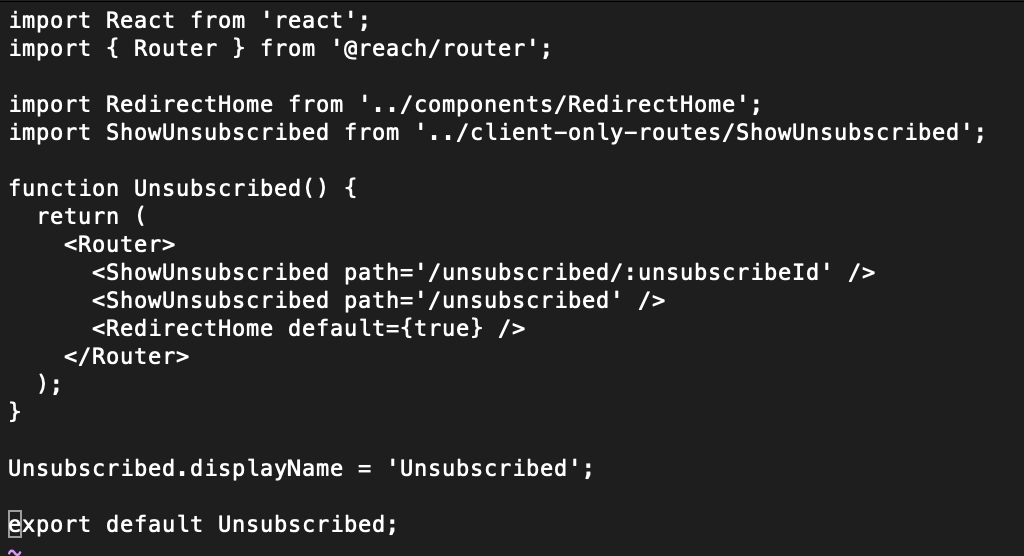 import React from 'react';
import { Router } from '@reach/router';

import RedirectHome from '../components/RedirectHome';
import ShowUnsubscribed from '../client-only-routes/ShowUnsubscribed';

function Unsubscribed() {
  return (
    <Router>
      <ShowUnsubscribed path='/unsubscribed/:unsubscribeId' />
      <ShowUnsubscribed path='/unsubscribed' />
      <RedirectHome default={true} />
    </Router>
  );
}

Unsubscribed.displayName = 'Unsubscribed';

export default Unsubscribed;
~